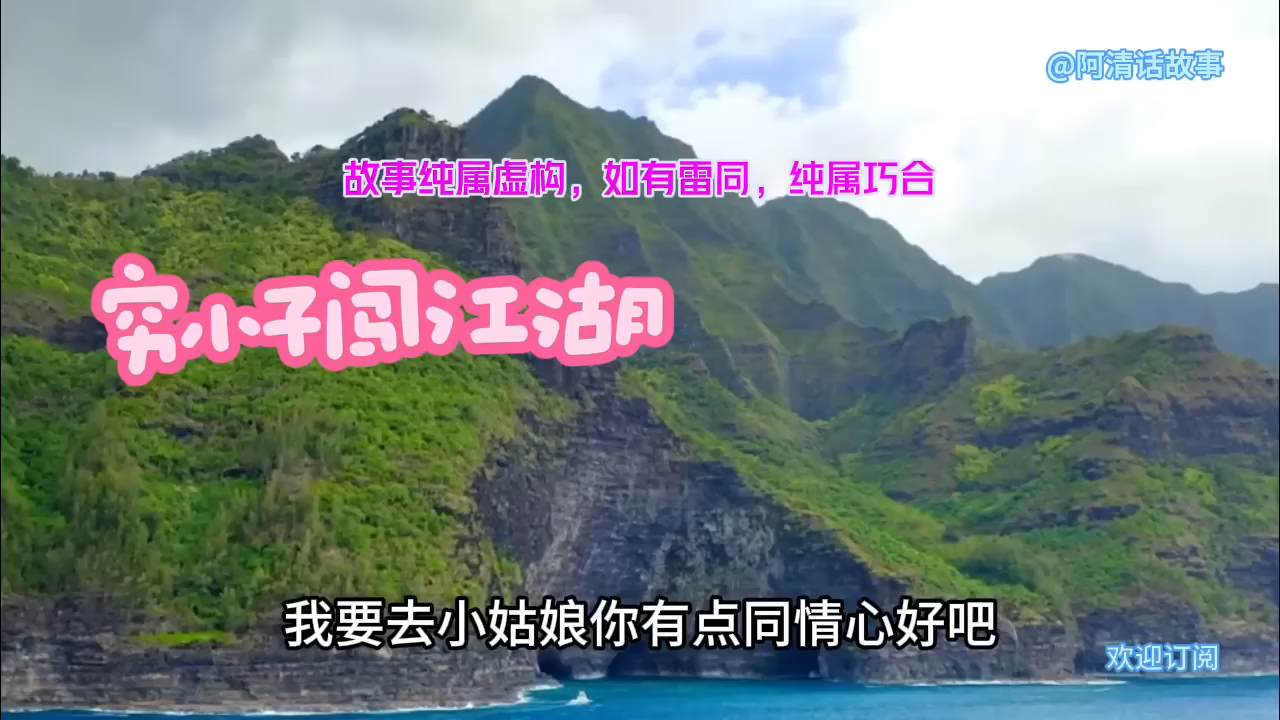 @阿清话故事
故事纯属虚构，如有雷同，纯属巧合
穷小子闯江湖
我要去小姑娘你有点同情心好吧
欢迎订阅